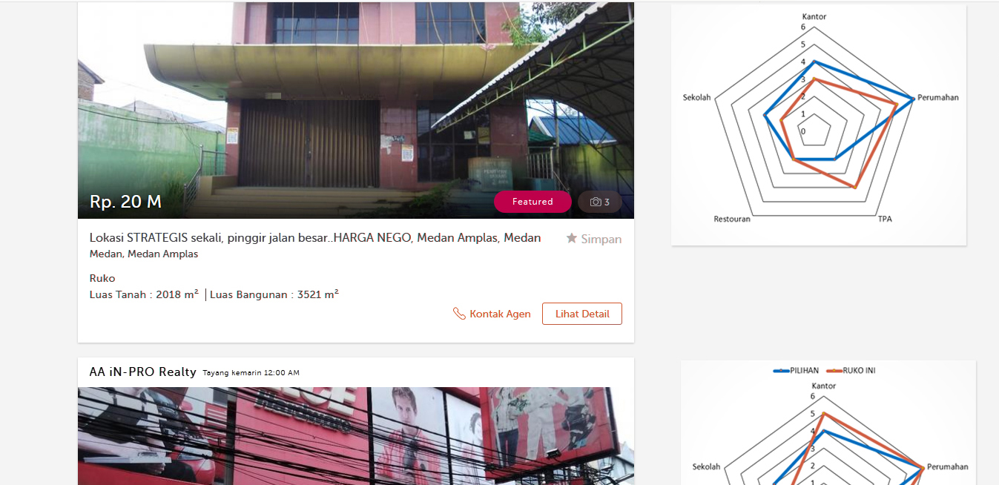 Rp. 20 M
Featured
3
Lokasi STRATEGIS sekali, pinggir jalan besar..HARGA NEGO, Medan Amplas, Medan
Simpan
Medan, Medan Amplas
Ruko
Luas Tanah : 2018 m² | Luas Bangunan : 3521 m²
Kontak Agen
Lihat Detail
AA iN-PRO Realty Tayang kemarin 12:00 AM
Kantor
6
5
4
3
2
1
0
Sekolah
Perumahan
Restouran
TPA
PILIHAN RUKO INI
Kantor
6
5
4
3
2
1
Sekolah
Perumahan